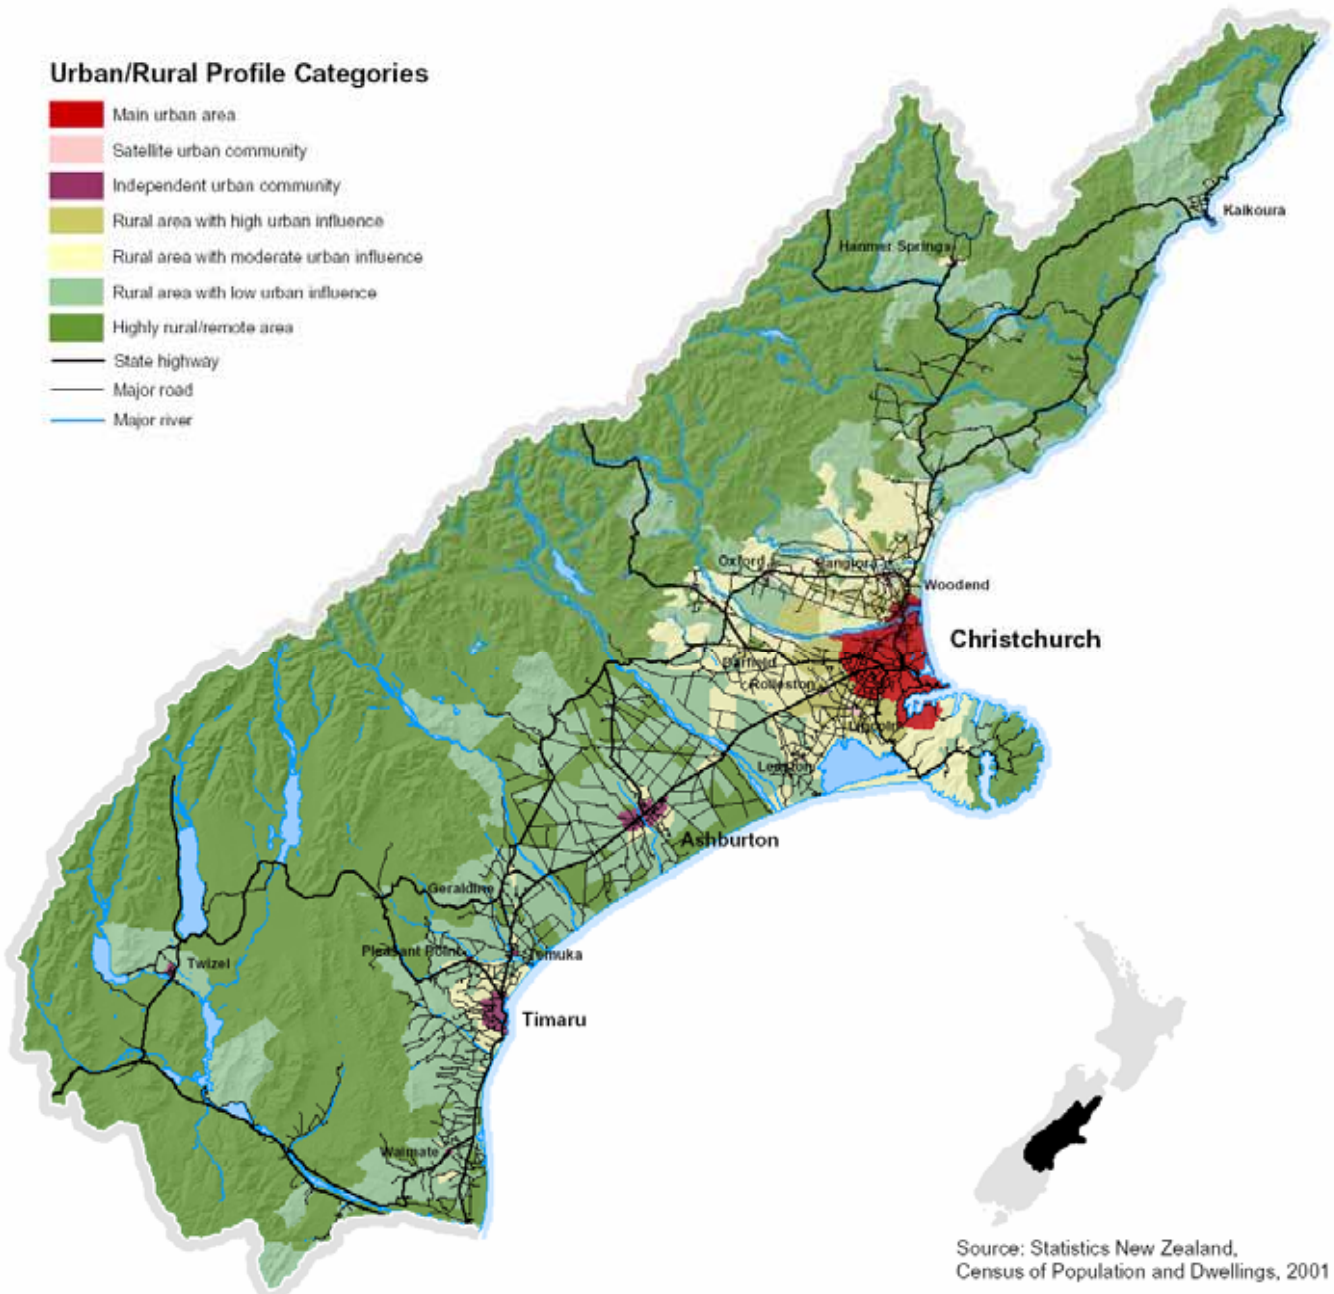 Urban/Rural Profile Categories
Main urban area
Satellite urban community
Independent urban community
Rural area with high urban influence
Rural area with moderate urban influence
Rural area with low urban influence
Highly rural/remote area
State highway
Major road
Major river
Kaikoura
Hanmer Springs
Oxford
Rangiora
Woodend
Christchurch
Darfield
Rolleston
Lincoln
Leeston
Ashburton
Geraldine
Pleasant Point
Temuka
Twizel
Timaru
Waimate
Source: Statistics New Zealand,
Census of Population and Dwellings, 2001